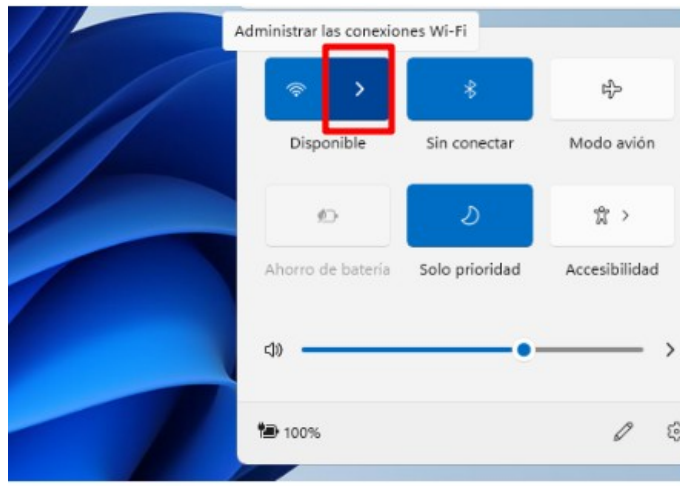 Administrar las conexiones Wi-Fi
Disponible
Sin conectar
Modo avión
Ahorro de batería
Solo prioridad
Accesibilidad
100%